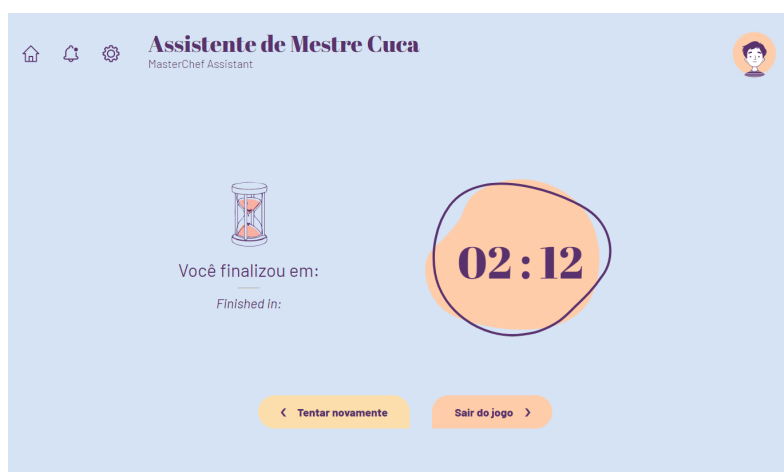 Assistente de Mestre Cuca
MasterChef Assistant
Você finalizou em:
Finished in:
02 : 12
Tentar novamente
Sair do jogo